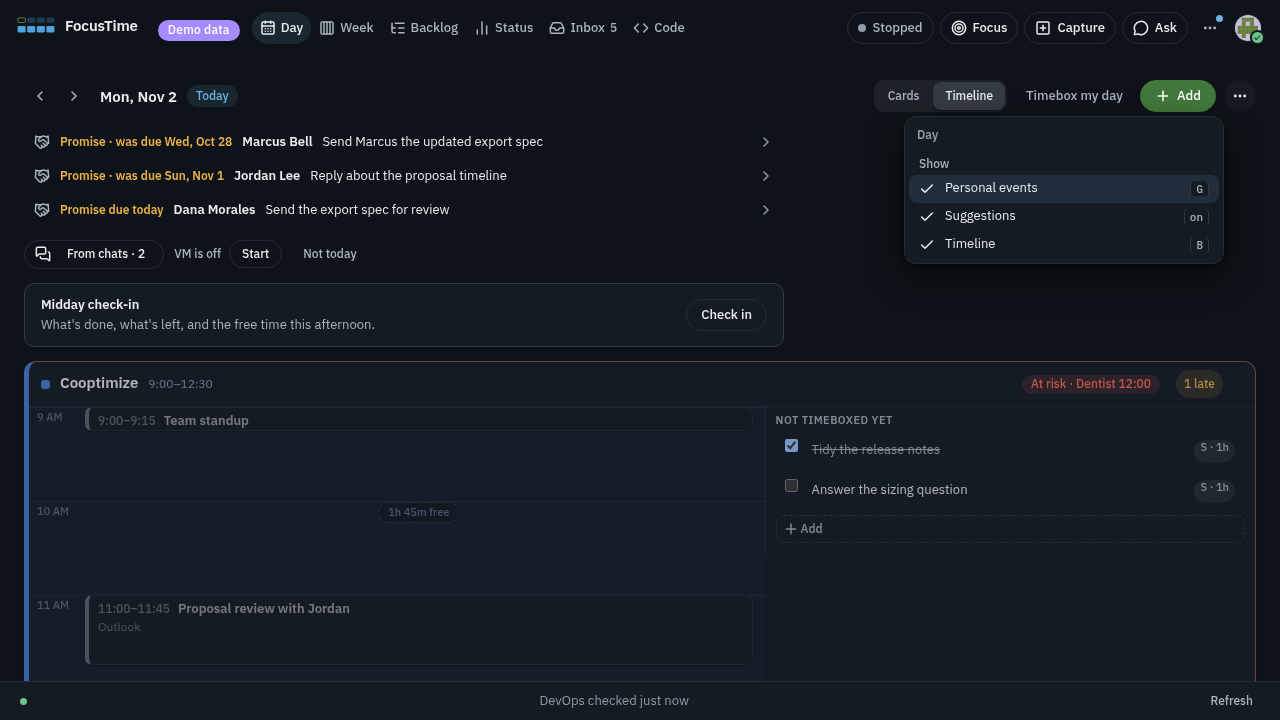 FocusTime
Demo data
Day
Week
Backlog
Status
Inbox 5
Code
Stopped
Focus
Capture
Ask
Mon, Nov 2
Today
Cards
Timeline
Timebox my day
Add
Promise · was due Wed, Oct 28 Marcus Bell Send Marcus the updated export spec
Promise · was due Sun, Nov 1 Jordan Lee Reply about the proposal timeline
Promise due today Dana Morales Send the export spec for review
Day
Show
Personal events G
Suggestions on
Timeline B
From chats · 2
VM is off
Start
Not today
Midday check-in
What's done, what's left, and the free time this afternoon.
Check in
Cooptimize 9:00–12:30
At risk · Dentist 12:00
1 late
9 AM
9:00–9:15 Team standup
10 AM
1h 45m free
11 AM
11:00–11:45 Proposal review with Jordan
Outlook
NOT TIMEBOXED YET
Tidy the release notes S · 1h
Answer the sizing question S · 1h
Add
DevOps checked just now
Refresh